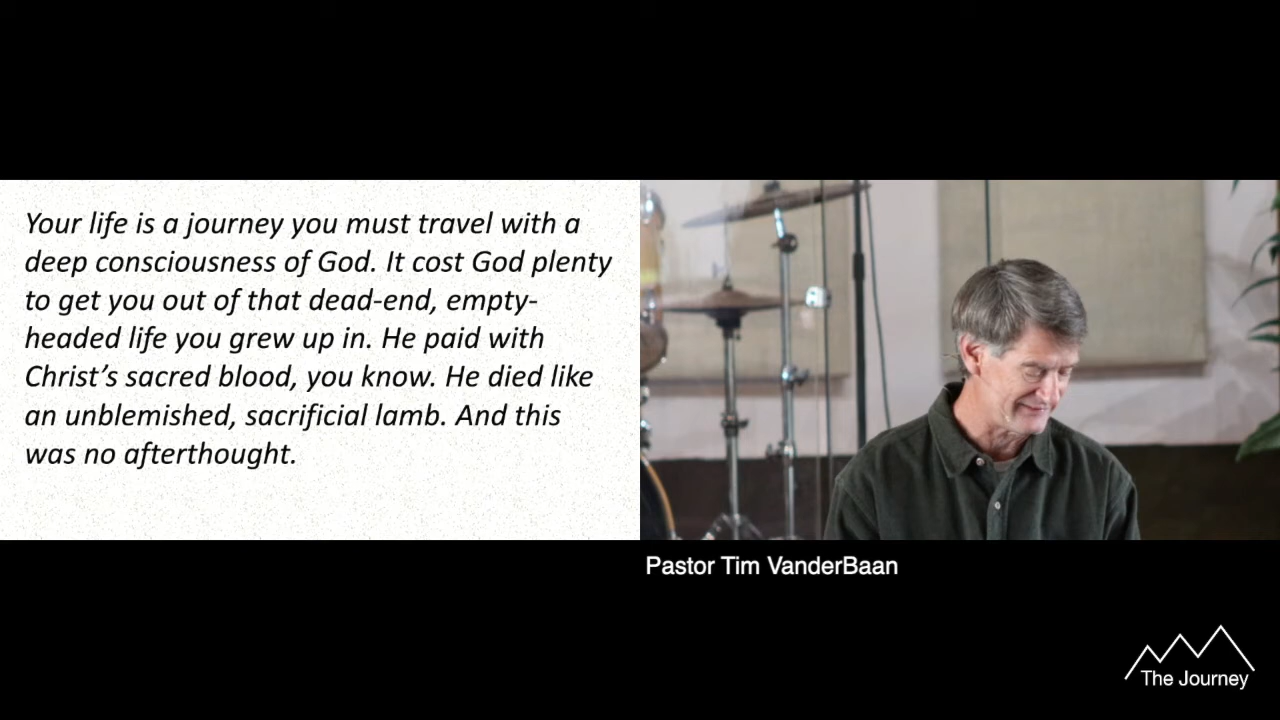 Your life is a journey you must travel with a
deep consciousness of God. It cost God plenty
to get you out of that dead-end, empty-
headed life you grew up in. He paid with
Christ’s sacred blood, you know. He died like
an unblemished, sacrificial lamb. And this
was no afterthought.
Pastor Tim VanderBaan
The Journey